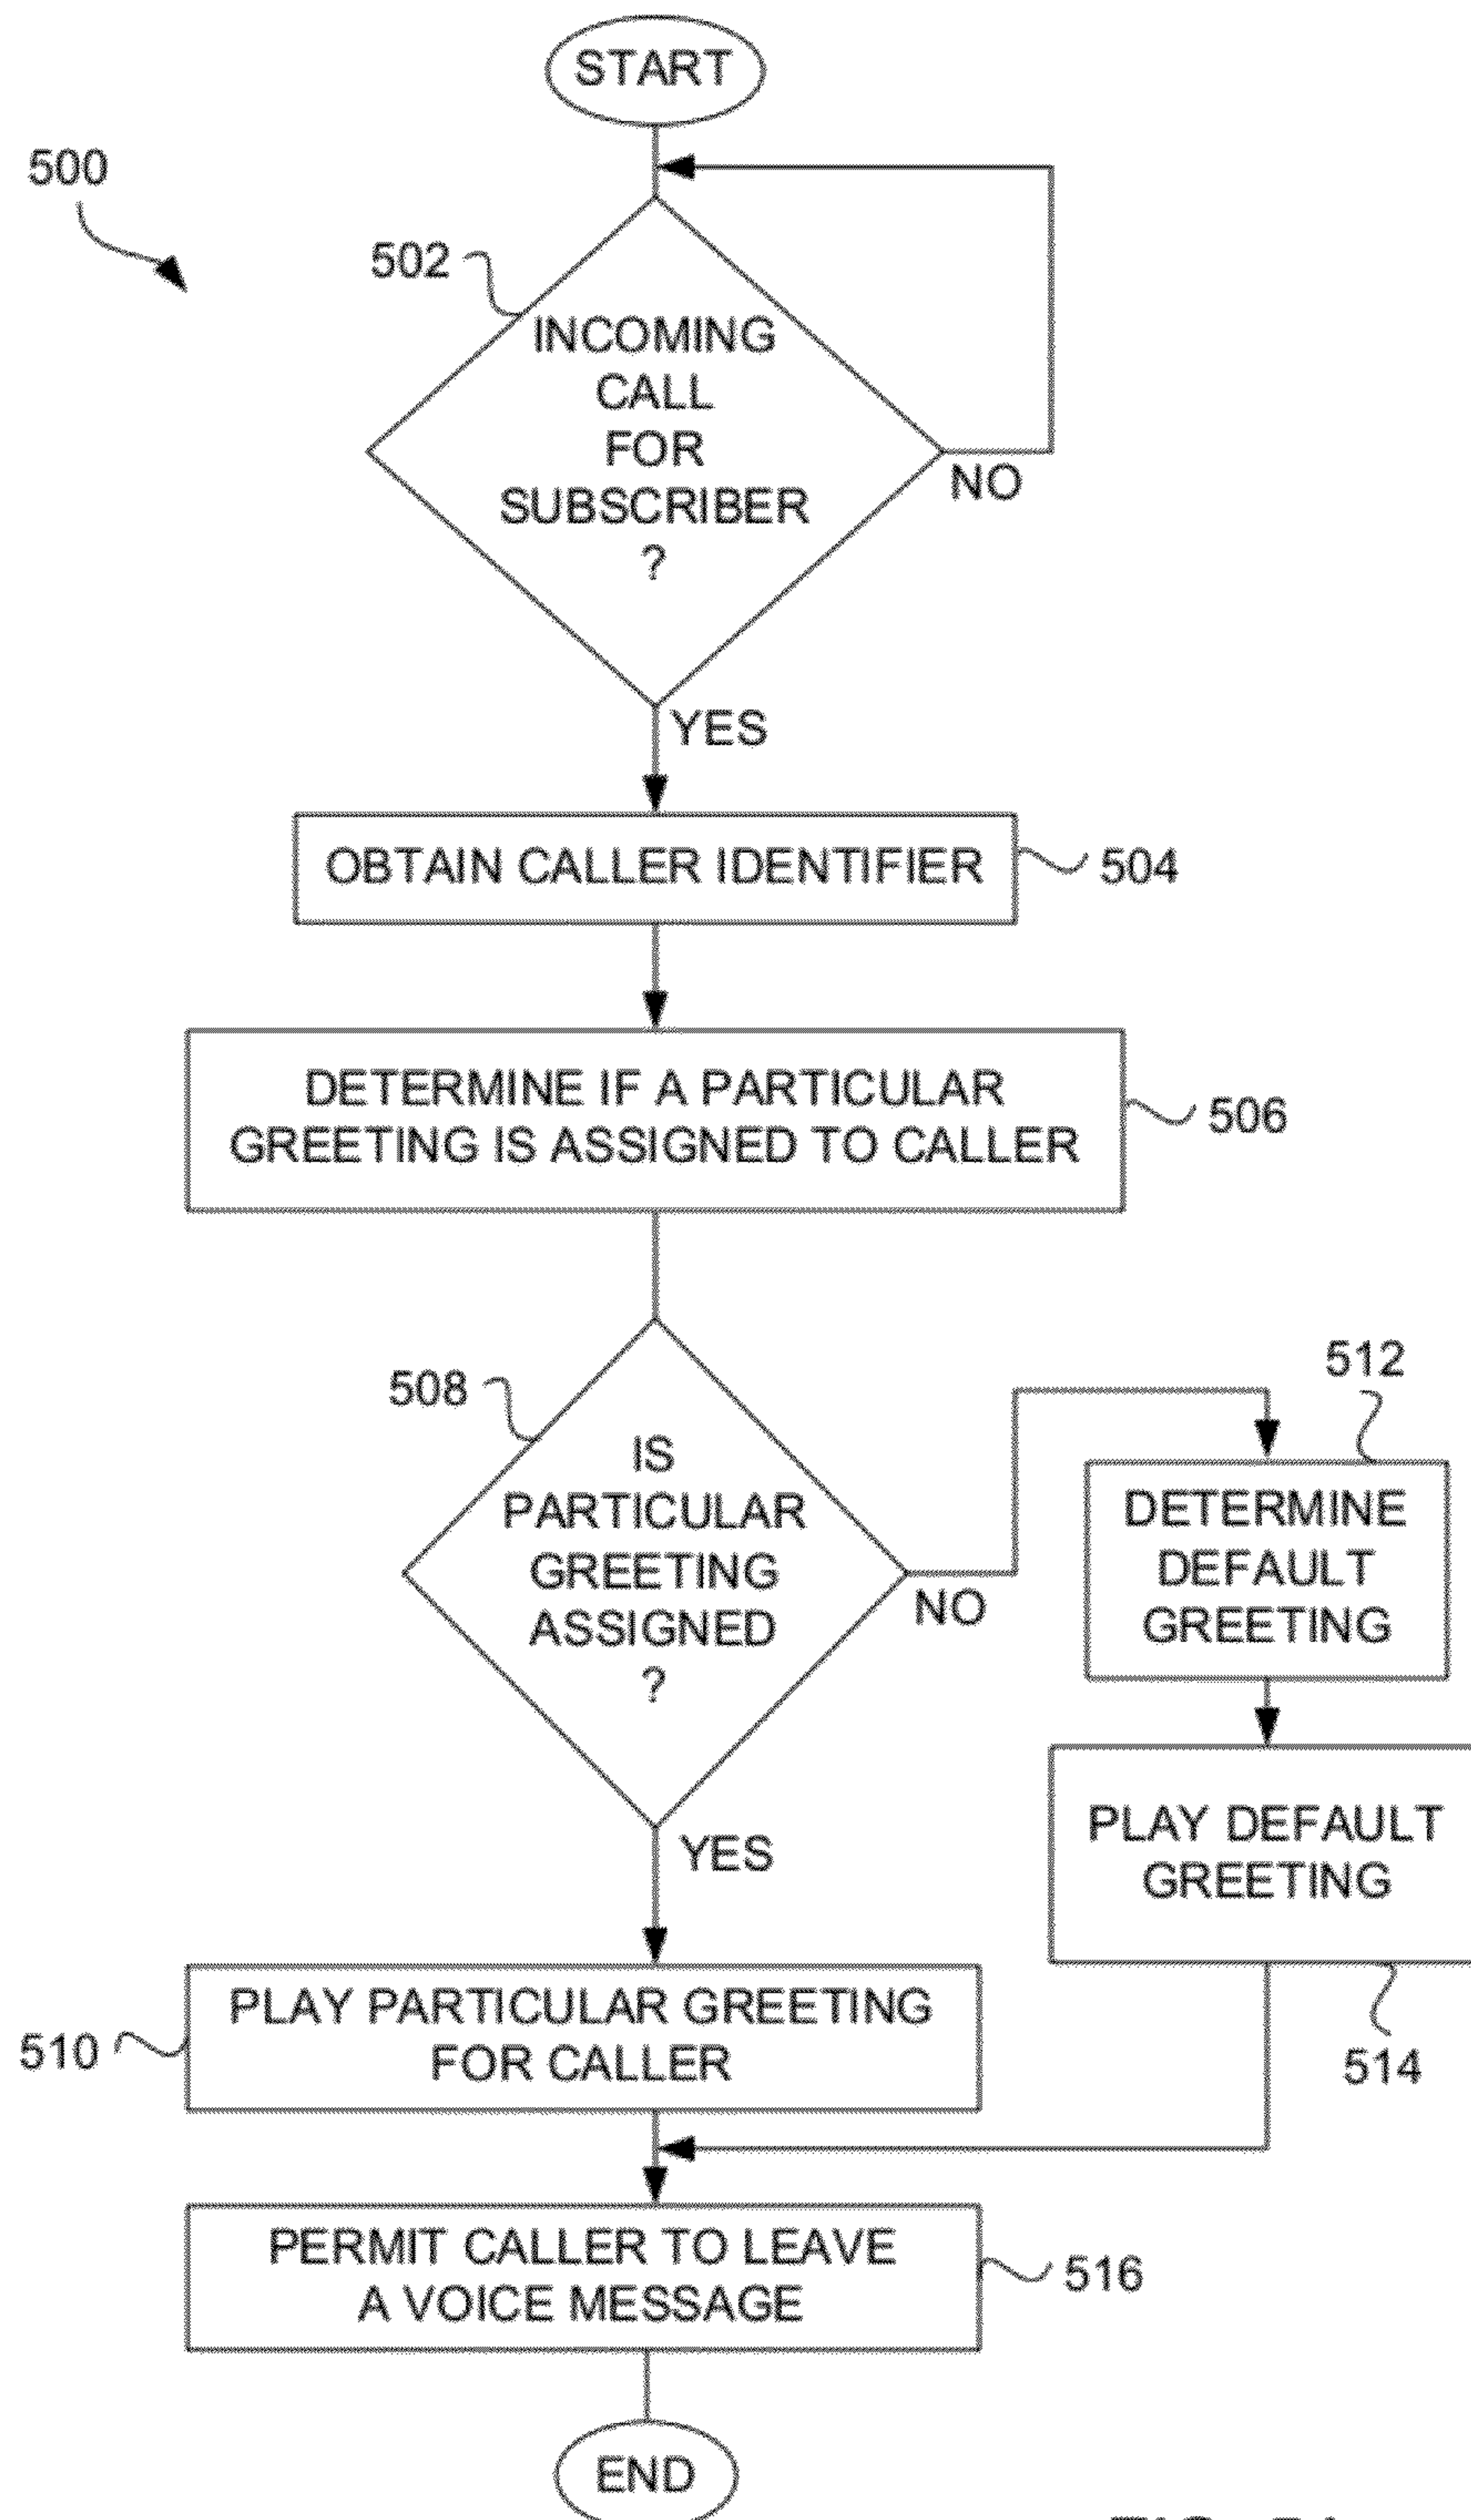 START
500
502
INCOMING
CALL
FOR
SUBSCRIBER
?
NO
YES
OBTAIN CALLER IDENTIFIER
504
DETERMINE IF A PARTICULAR
GREETING IS ASSIGNED TO CALLER
506
508
IS
PARTICULAR
GREETING
ASSIGNED
?
NO
512
DETERMINE
DEFAULT
GREETING
YES
PLAY DEFAULT
GREETING
514
510
PLAY PARTICULAR GREETING
FOR CALLER
PERMIT CALLER TO LEAVE
A VOICE MESSAGE
516
END